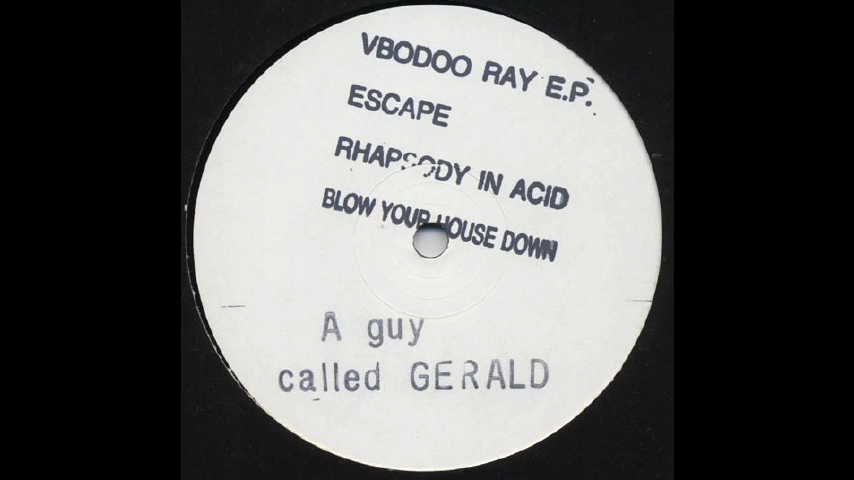 VBODOO RAY E.P.
ESCAPE
RHAPSODY IN ACID
BLOW YOUR HOUSE DOWN
A guy
called GERALD